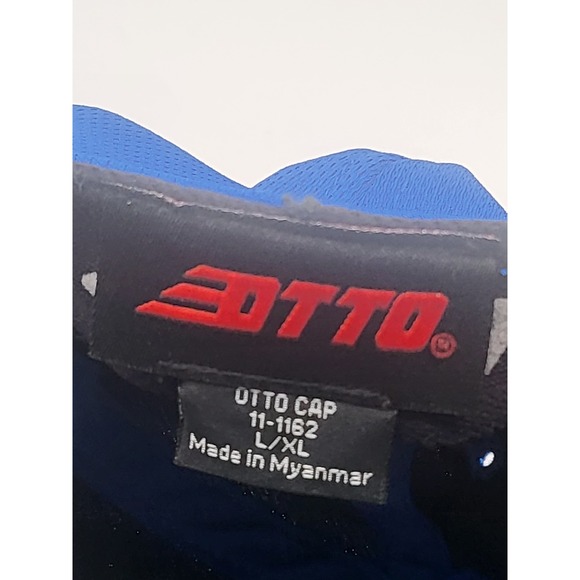 OTTO®
OTTO CAP
11-1162
L/XL
Made in Myanmar